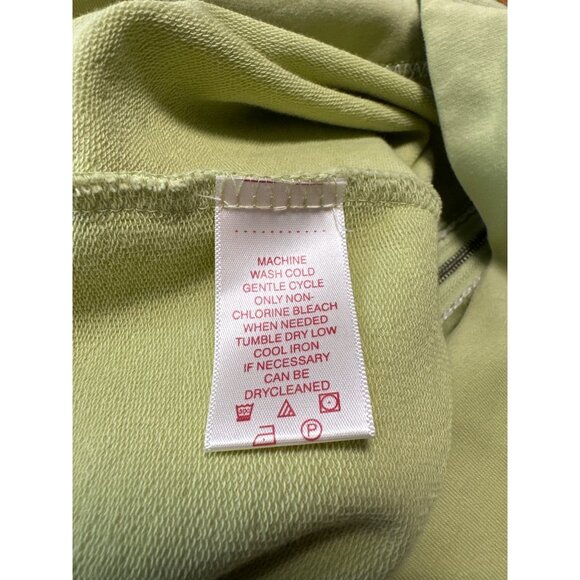 MACHINE
WASH COLD
GENTLE CYCLE
ONLY NON-
CHLORINE BLEACH
WHEN NEEDED
TUMBLE DRY LOW
COOL IRON
IF NECESSARY
CAN BE
DRYCLEANED
P